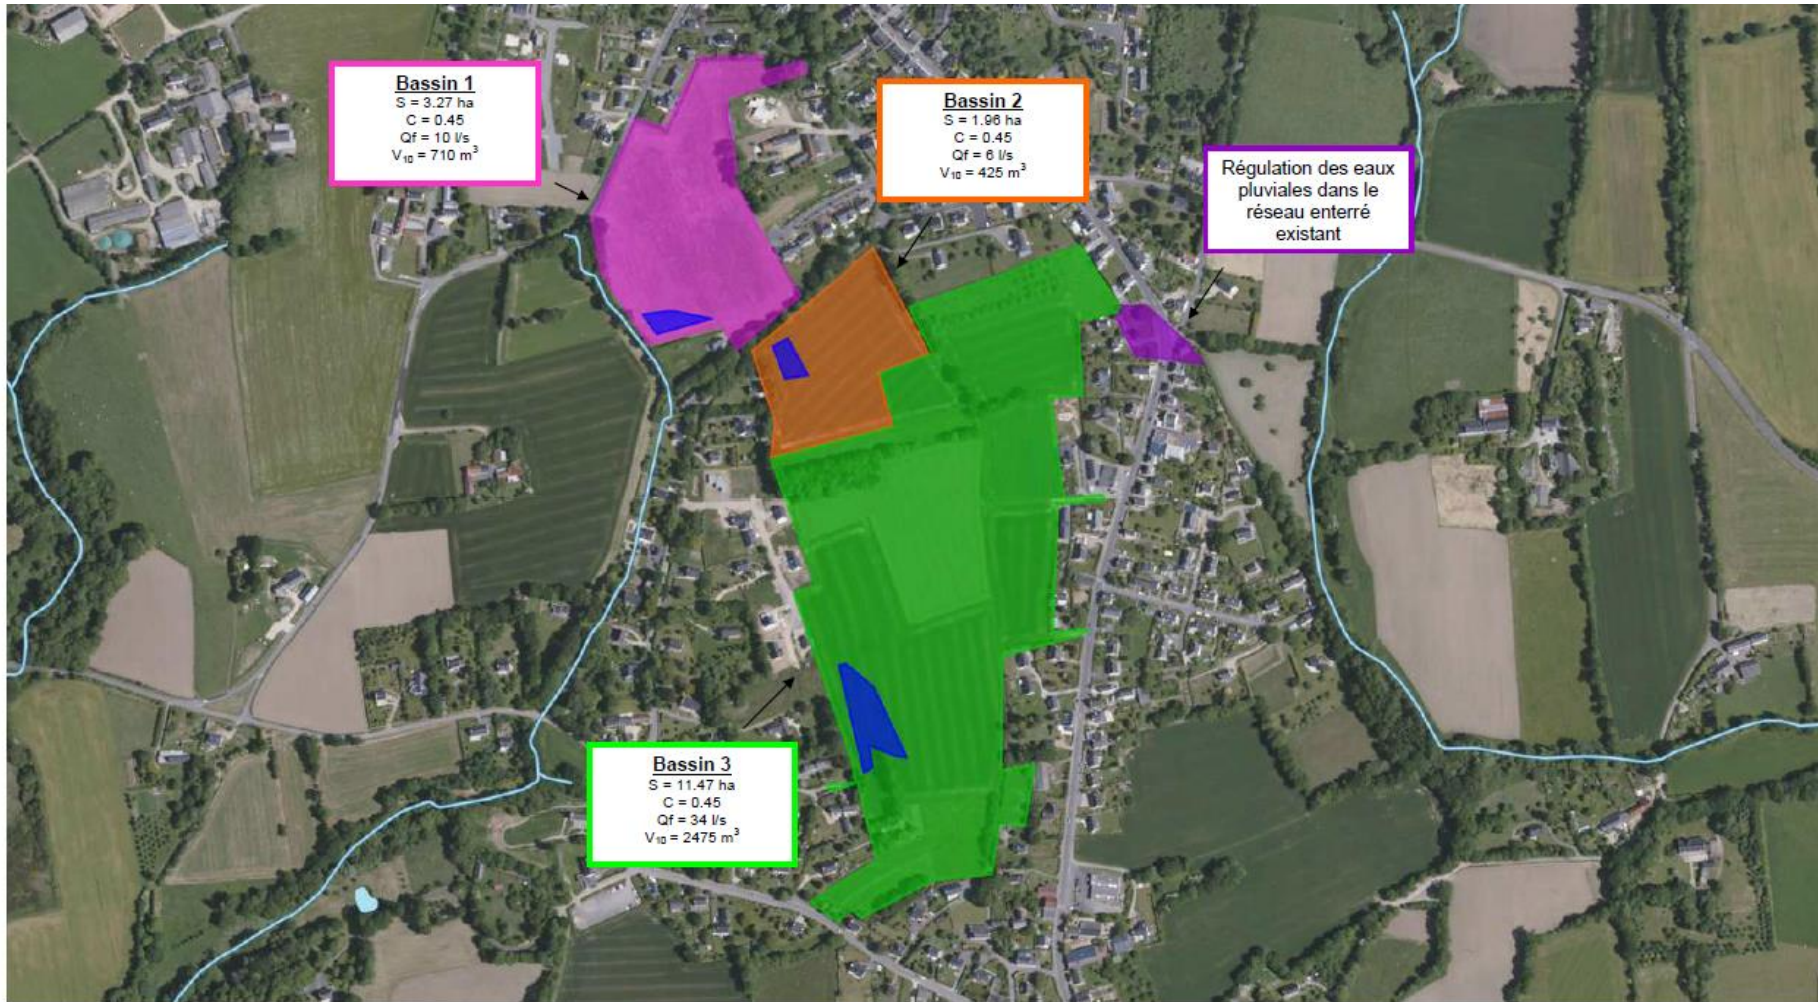 Bassin 1
S = 3.27 ha
C = 0.45
Qf = 10 l/s
V₁₀ = 710 m³
Bassin 2
S = 1.96 ha
C = 0.45
Qf = 6 l/s
V₁₀ = 425 m³
Régulation des eaux
pluviales dans le
réseau enterré
existant
Bassin 3
S = 11.47 ha
C = 0.45
Qf = 34 l/s
V₁₀ = 2475 m³